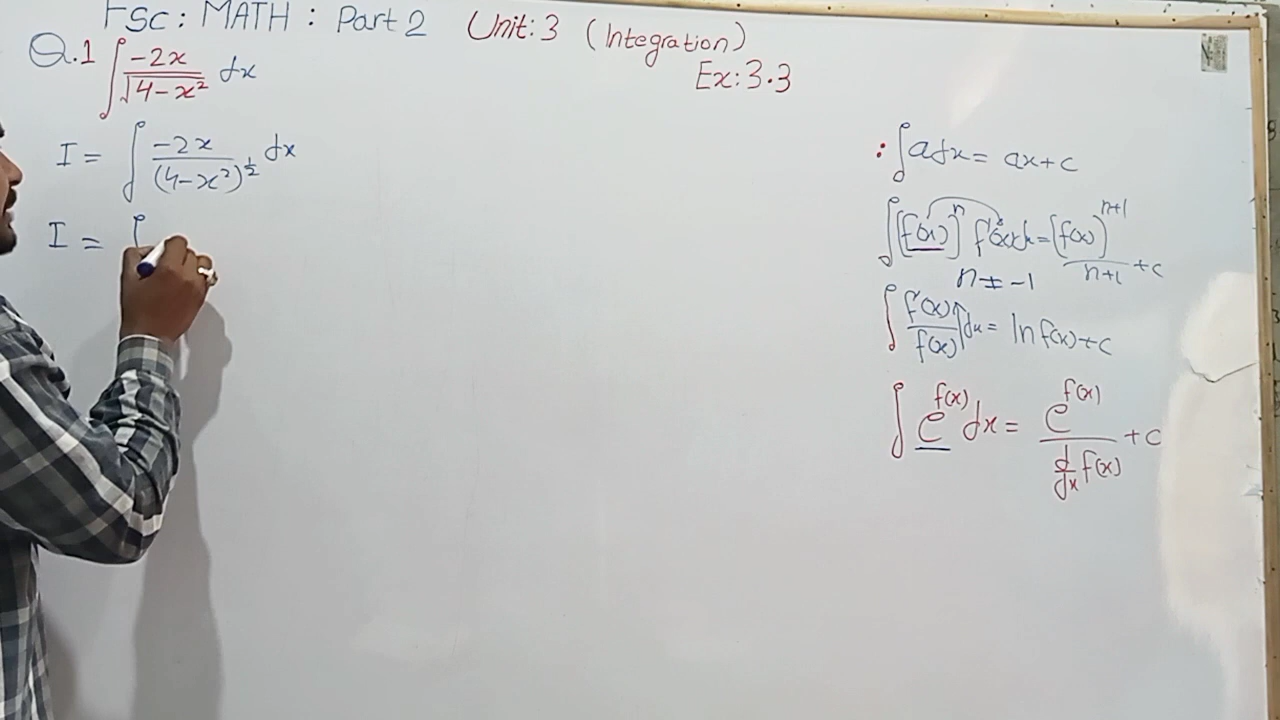 FSc: MATH : Part 2 Unit: 3 (Integration)
Ex: 3.3
Q.1 ∫ -2x / √(4-x²) dx
I = ∫ -2x / (4-x²)^½ dx
I = ∫
: ∫ a dx = ax + c
∫ [f(x)]ⁿ f'(x) dx = [f(x)]ⁿ⁺¹ / n+1 + c
n ≠ -1
∫ f'(x) / f(x) dx = ln f(x) + c
∫ e^f(x) dx = e^f(x) / (d/dx f(x)) + c